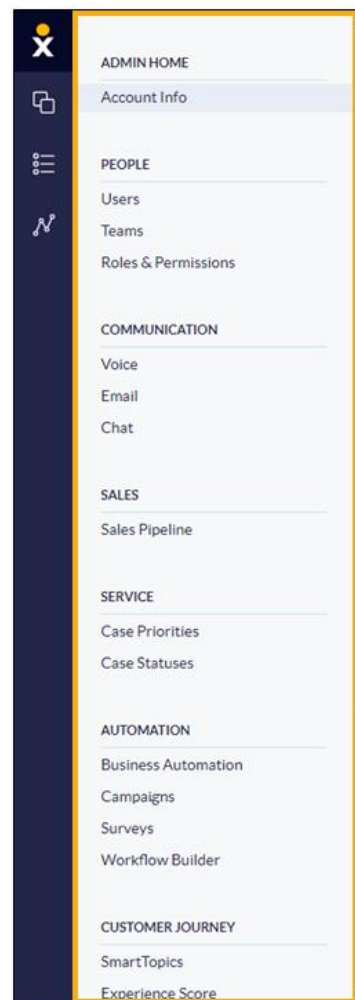 ADMIN HOME
Account Info
PEOPLE
Users
Teams
Roles & Permissions
COMMUNICATION
Voice
Email
Chat
SALES
Sales Pipeline
SERVICE
Case Priorities
Case Statuses
AUTOMATION
Business Automation
Campaigns
Surveys
Workflow Builder
CUSTOMER JOURNEY
SmartTopics
Experience Score